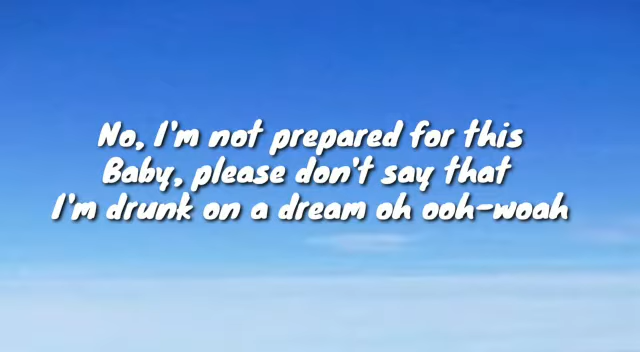 No, I'm not prepared for this
Baby, please don't say that
I'm drunk on a dream oh ooh-woah